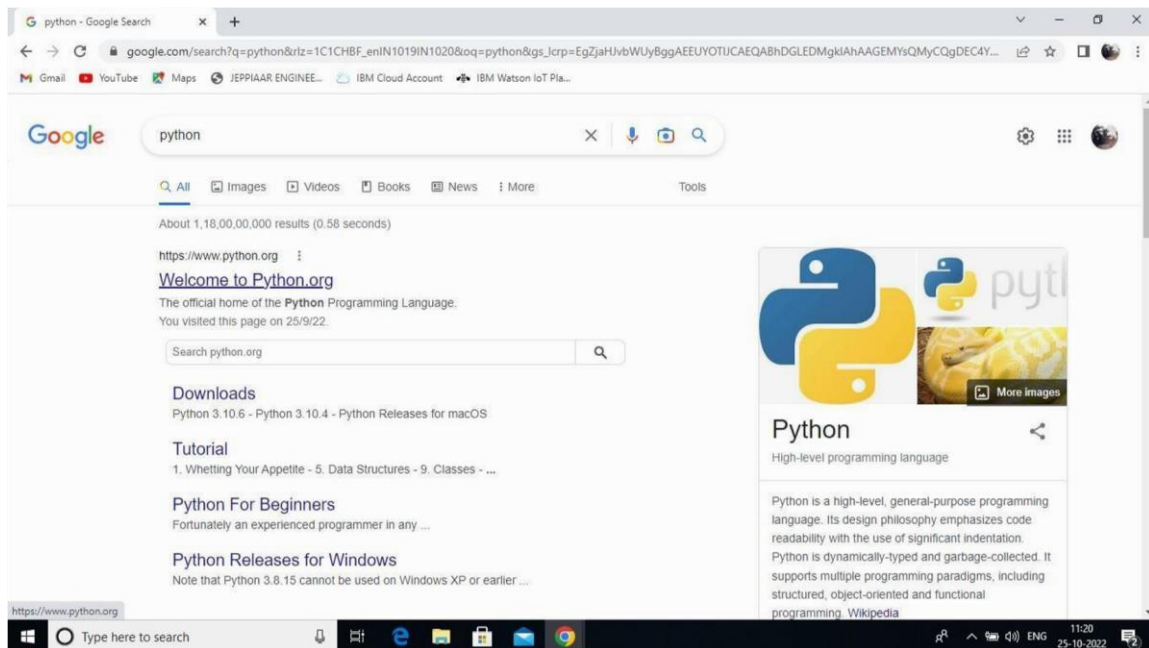 python - Google Search
google.com/search?q=python&rlz=1C1CHBF_enIN1019IN1020&oq=python&gs_lcrp=EgZjaHJvbWUyBggAEEUYOTIJCAEQABhDGLEDMgkIAhAAGEMYsQMyCQgDEC4Y...
Gmail YouTube Maps JEPPIAAR ENGINEE... IBM Cloud Account IBM Watson IoT Pla...
Google python
All Images Videos Books News More Tools
About 1,18,00,00,000 results (0.58 seconds)
https://www.python.org
Welcome to Python.org
The official home of the Python Programming Language.
You visited this page on 25/9/22.
Search python.org
Downloads
Python 3.10.6 - Python 3.10.4 - Python Releases for macOS
Tutorial
1. Whetting Your Appetite - 5. Data Structures - 9. Classes - ...
Python For Beginners
Fortunately an experienced programmer in any ...
Python Releases for Windows
Note that Python 3.8.15 cannot be used on Windows XP or earlier ...
pytl
More images
Python
High-level programming language
Python is a high-level, general-purpose programming
language. Its design philosophy emphasizes code
readability with the use of significant indentation.
Python is dynamically-typed and garbage-collected. It
supports multiple programming paradigms, including
structured, object-oriented and functional
programming. Wikipedia
https://www.python.org
Type here to search
ENG
11:20
25-10-2022
2